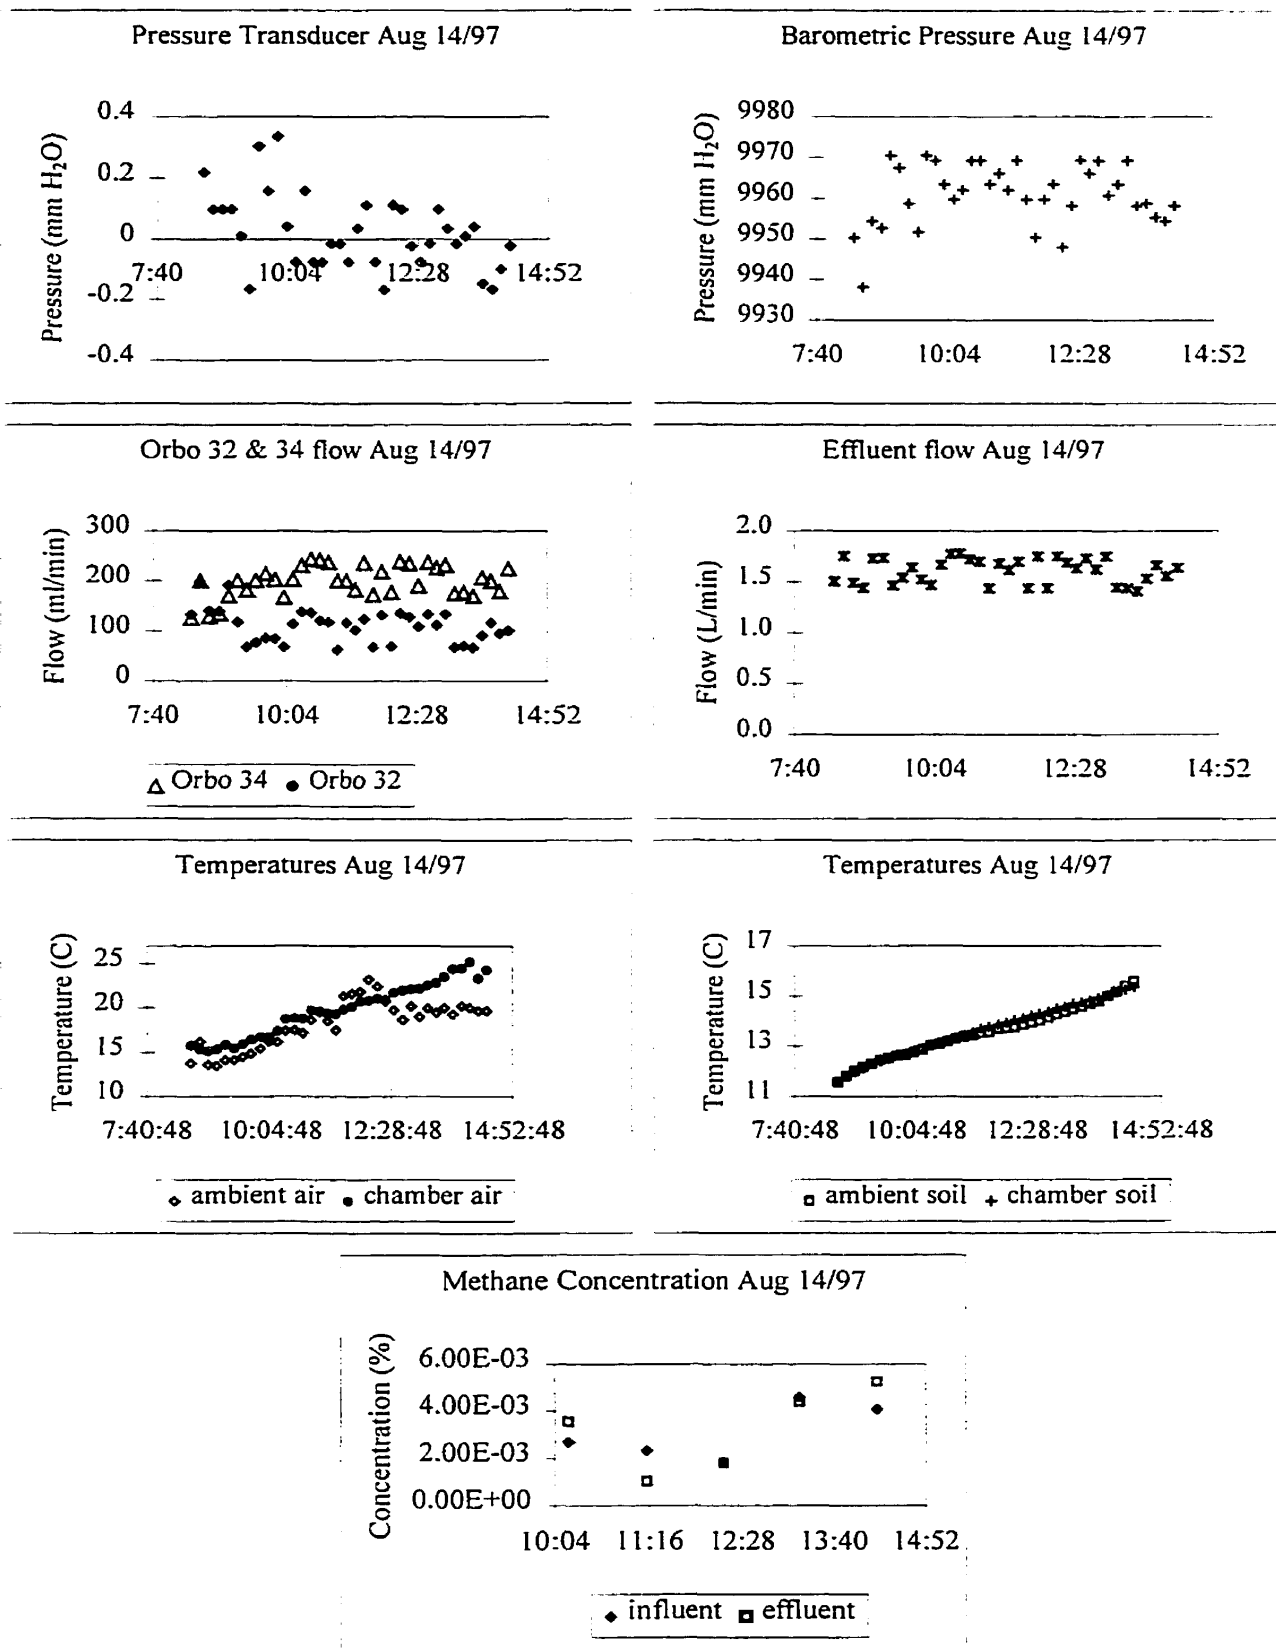 Pressure Transducer Aug 14/97
Pressure (mm H₂O)
0.4
0.2
0
-0.2
-0.4
7:40 10:04 12:28 14:52
Barometric Pressure Aug 14/97
Pressure (mm H₂O)
9980
9970
9960
9950
9940
9930
7:40 10:04 12:28 14:52
Orbo 32 & 34 flow Aug 14/97
Flow (ml/min)
300
200
100
0
7:40 10:04 12:28 14:52
Orbo 34 Orbo 32
Effluent flow Aug 14/97
Flow (L/min)
2.0
1.5
1.0
0.5
0.0
7:40 10:04 12:28 14:52
Temperatures Aug 14/97
Temperature (C)
25
20
15
10
7:40:48 10:04:48 12:28:48 14:52:48
ambient air chamber air
Temperatures Aug 14/97
Temperature (C)
17
15
13
11
7:40:48 10:04:48 12:28:48 14:52:48
ambient soil chamber soil
Methane Concentration Aug 14/97
Concentration (%)
6.00E-03
4.00E-03
2.00E-03
0.00E+00
10:04 11:16 12:28 13:40 14:52
influent effluent